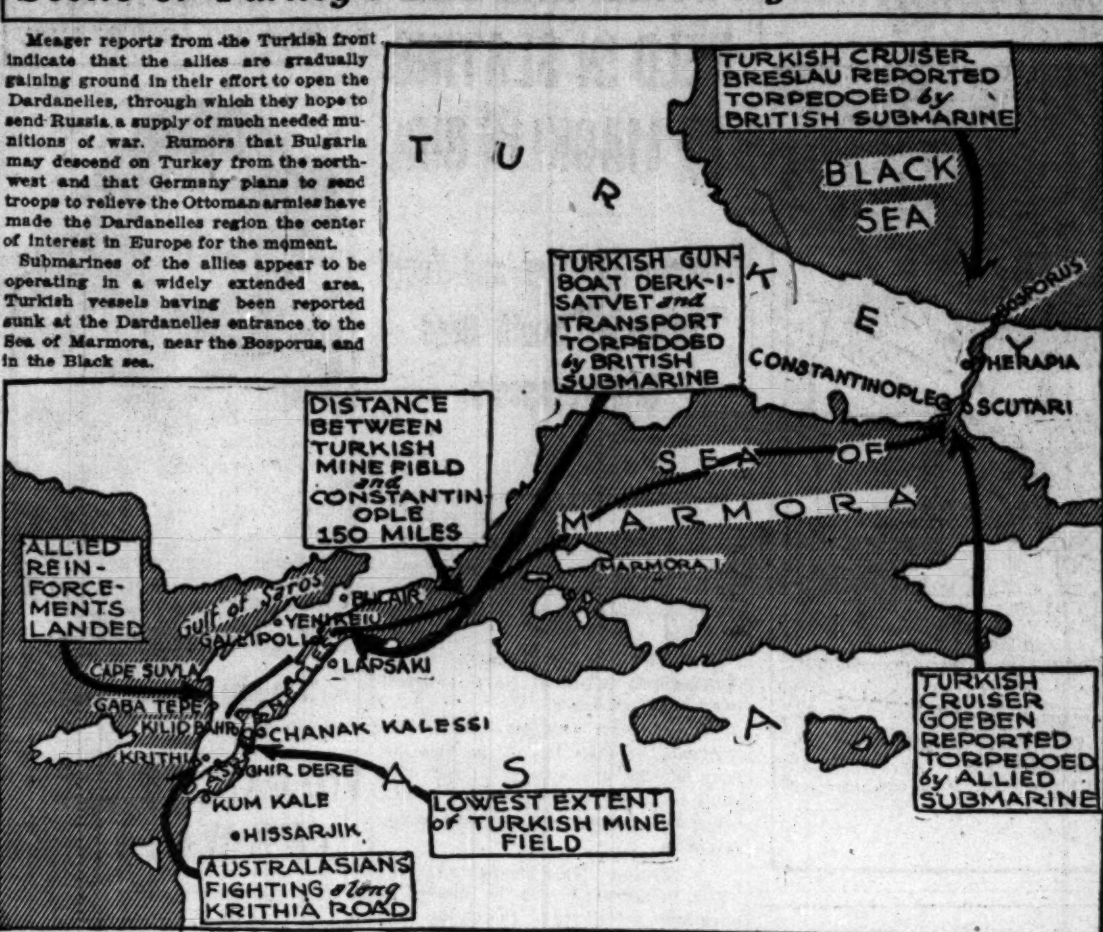 Meager reports from the Turkish front
indicate that the allies are gradually
gaining ground in their effort to open the
Dardanelles, through which they hope to
send Russia a supply of much needed mu-
nitions of war. Rumors that Bulgaria
may descend on Turkey from the north-
west and that Germany plans to send
troops to relieve the Ottoman armies have
made the Dardanelles region the center
of interest in Europe for the moment.
Submarines of the allies appear to be
operating in a widely extended area,
Turkish vessels having been reported
sunk at the Dardanelles entrance to the
Sea of Marmora, near the Bosporus, and
in the Black sea.
TURKISH CRUISER
BRESLAU REPORTED
TORPEDOED by
BRITISH SUBMARINE
TURKEY
BLACK
SEA
TURKISH GUN-
BOAT DERK-I-
SATVET and
TRANSPORT
TORPEDOED
by BRITISH
SUBMARINE
BOSPORUS
THERAPIA
CONSTANTINOPLE
SCUTARI
DISTANCE
BETWEEN
TURKISH
MINE FIELD
and
CONSTANTIN-
OPLE
150 MILES
SEA OF
MARMORA
MARMORA I.
ALLIED
REIN-
FORCE-
MENTS
LANDED
Gulf of Saros
BULAIR
YENIKEIU
GALLIPOLI
LAPSAKI
CAPE SUVLA
GABA TEPE
KILID BAHR
CHANAK KALESSI
KRITHIA
GHIR DERE
KUM KALE
HISSARJIK
ASIA
LOWEST EXTENT
of TURKISH MINE
FIELD
AUSTRALASIANS
FIGHTING along
KRITHIA ROAD
TURKISH
CRUISER
GOEBEN
REPORTED
TORPEDOED
by ALLIED
SUBMARINE